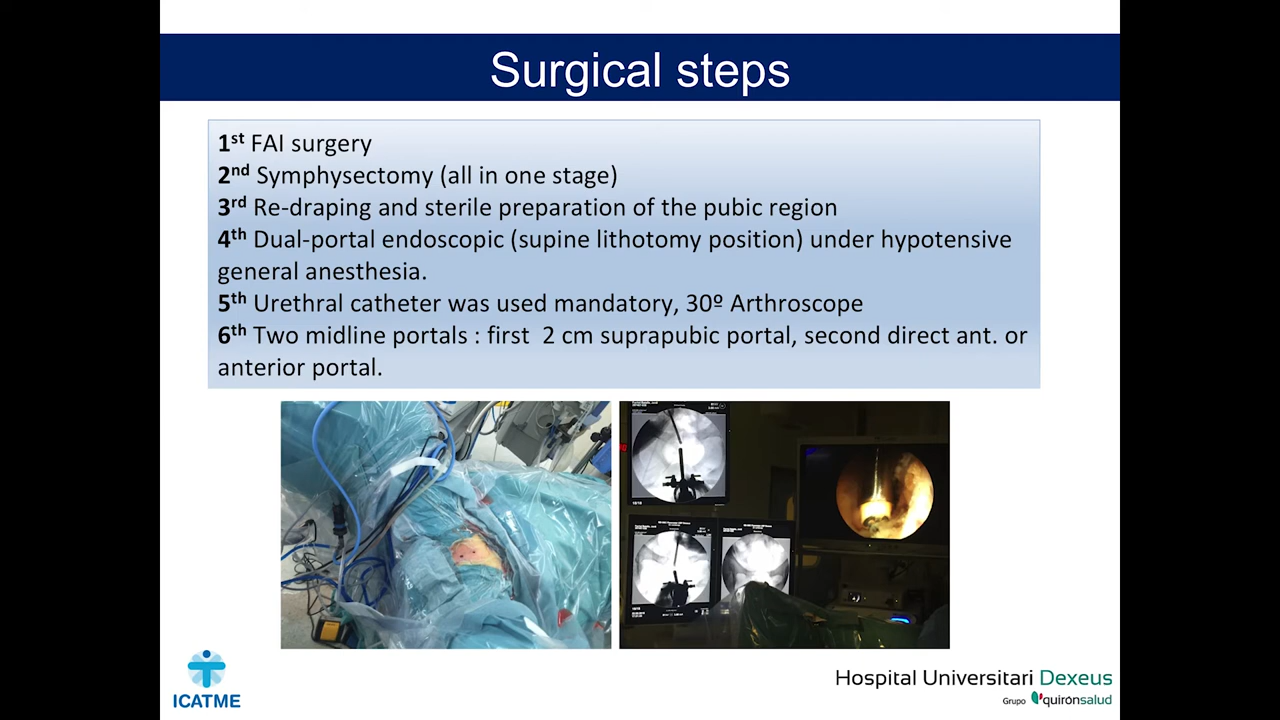 Surgical steps
1st FAI surgery
2nd Symphysectomy (all in one stage)
3rd Re-draping and sterile preparation of the pubic region
4th Dual-portal endoscopic (supine lithotomy position) under hypotensive
general anesthesia.
5th Urethral catheter was used mandatory, 30º Arthroscope
6th Two midline portals : first 2 cm suprapubic portal, second direct ant. or
anterior portal.
ICATME
Hospital Universitari Dexeus
Grupo quirónsalud